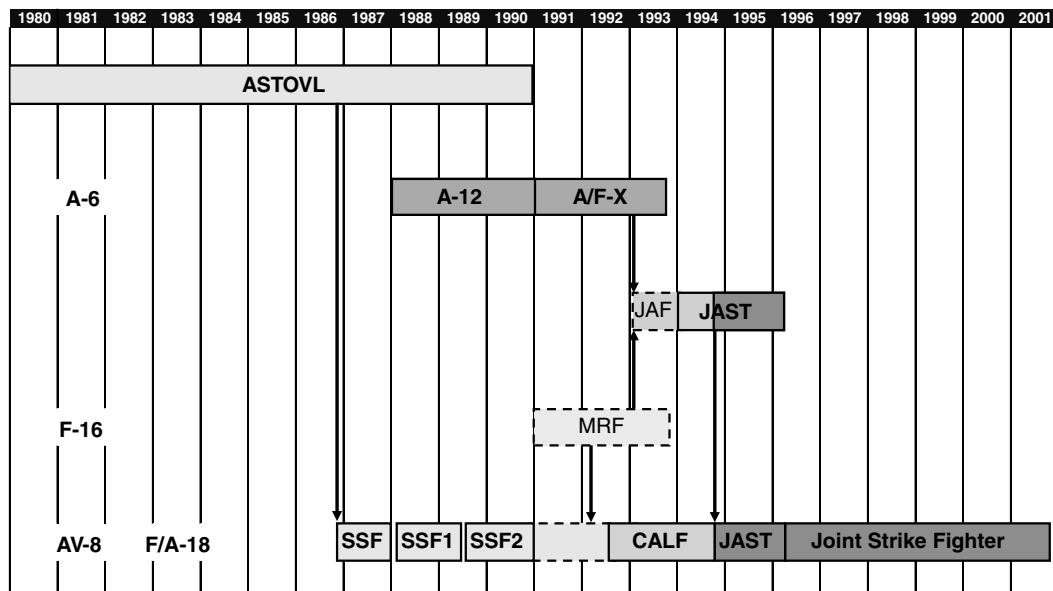 1980 1981 1982 1983 1984 1985 1986 1987 1988 1989 1990 1991 1992 1993 1994 1995 1996 1997 1998 1999 2000 2001
ASTOVL
A-6 A-12 A/F-X
JAF JAST
F-16 MRF
AV-8 F/A-18 SSF SSF1 SSF2 CALF JAST Joint Strike Fighter